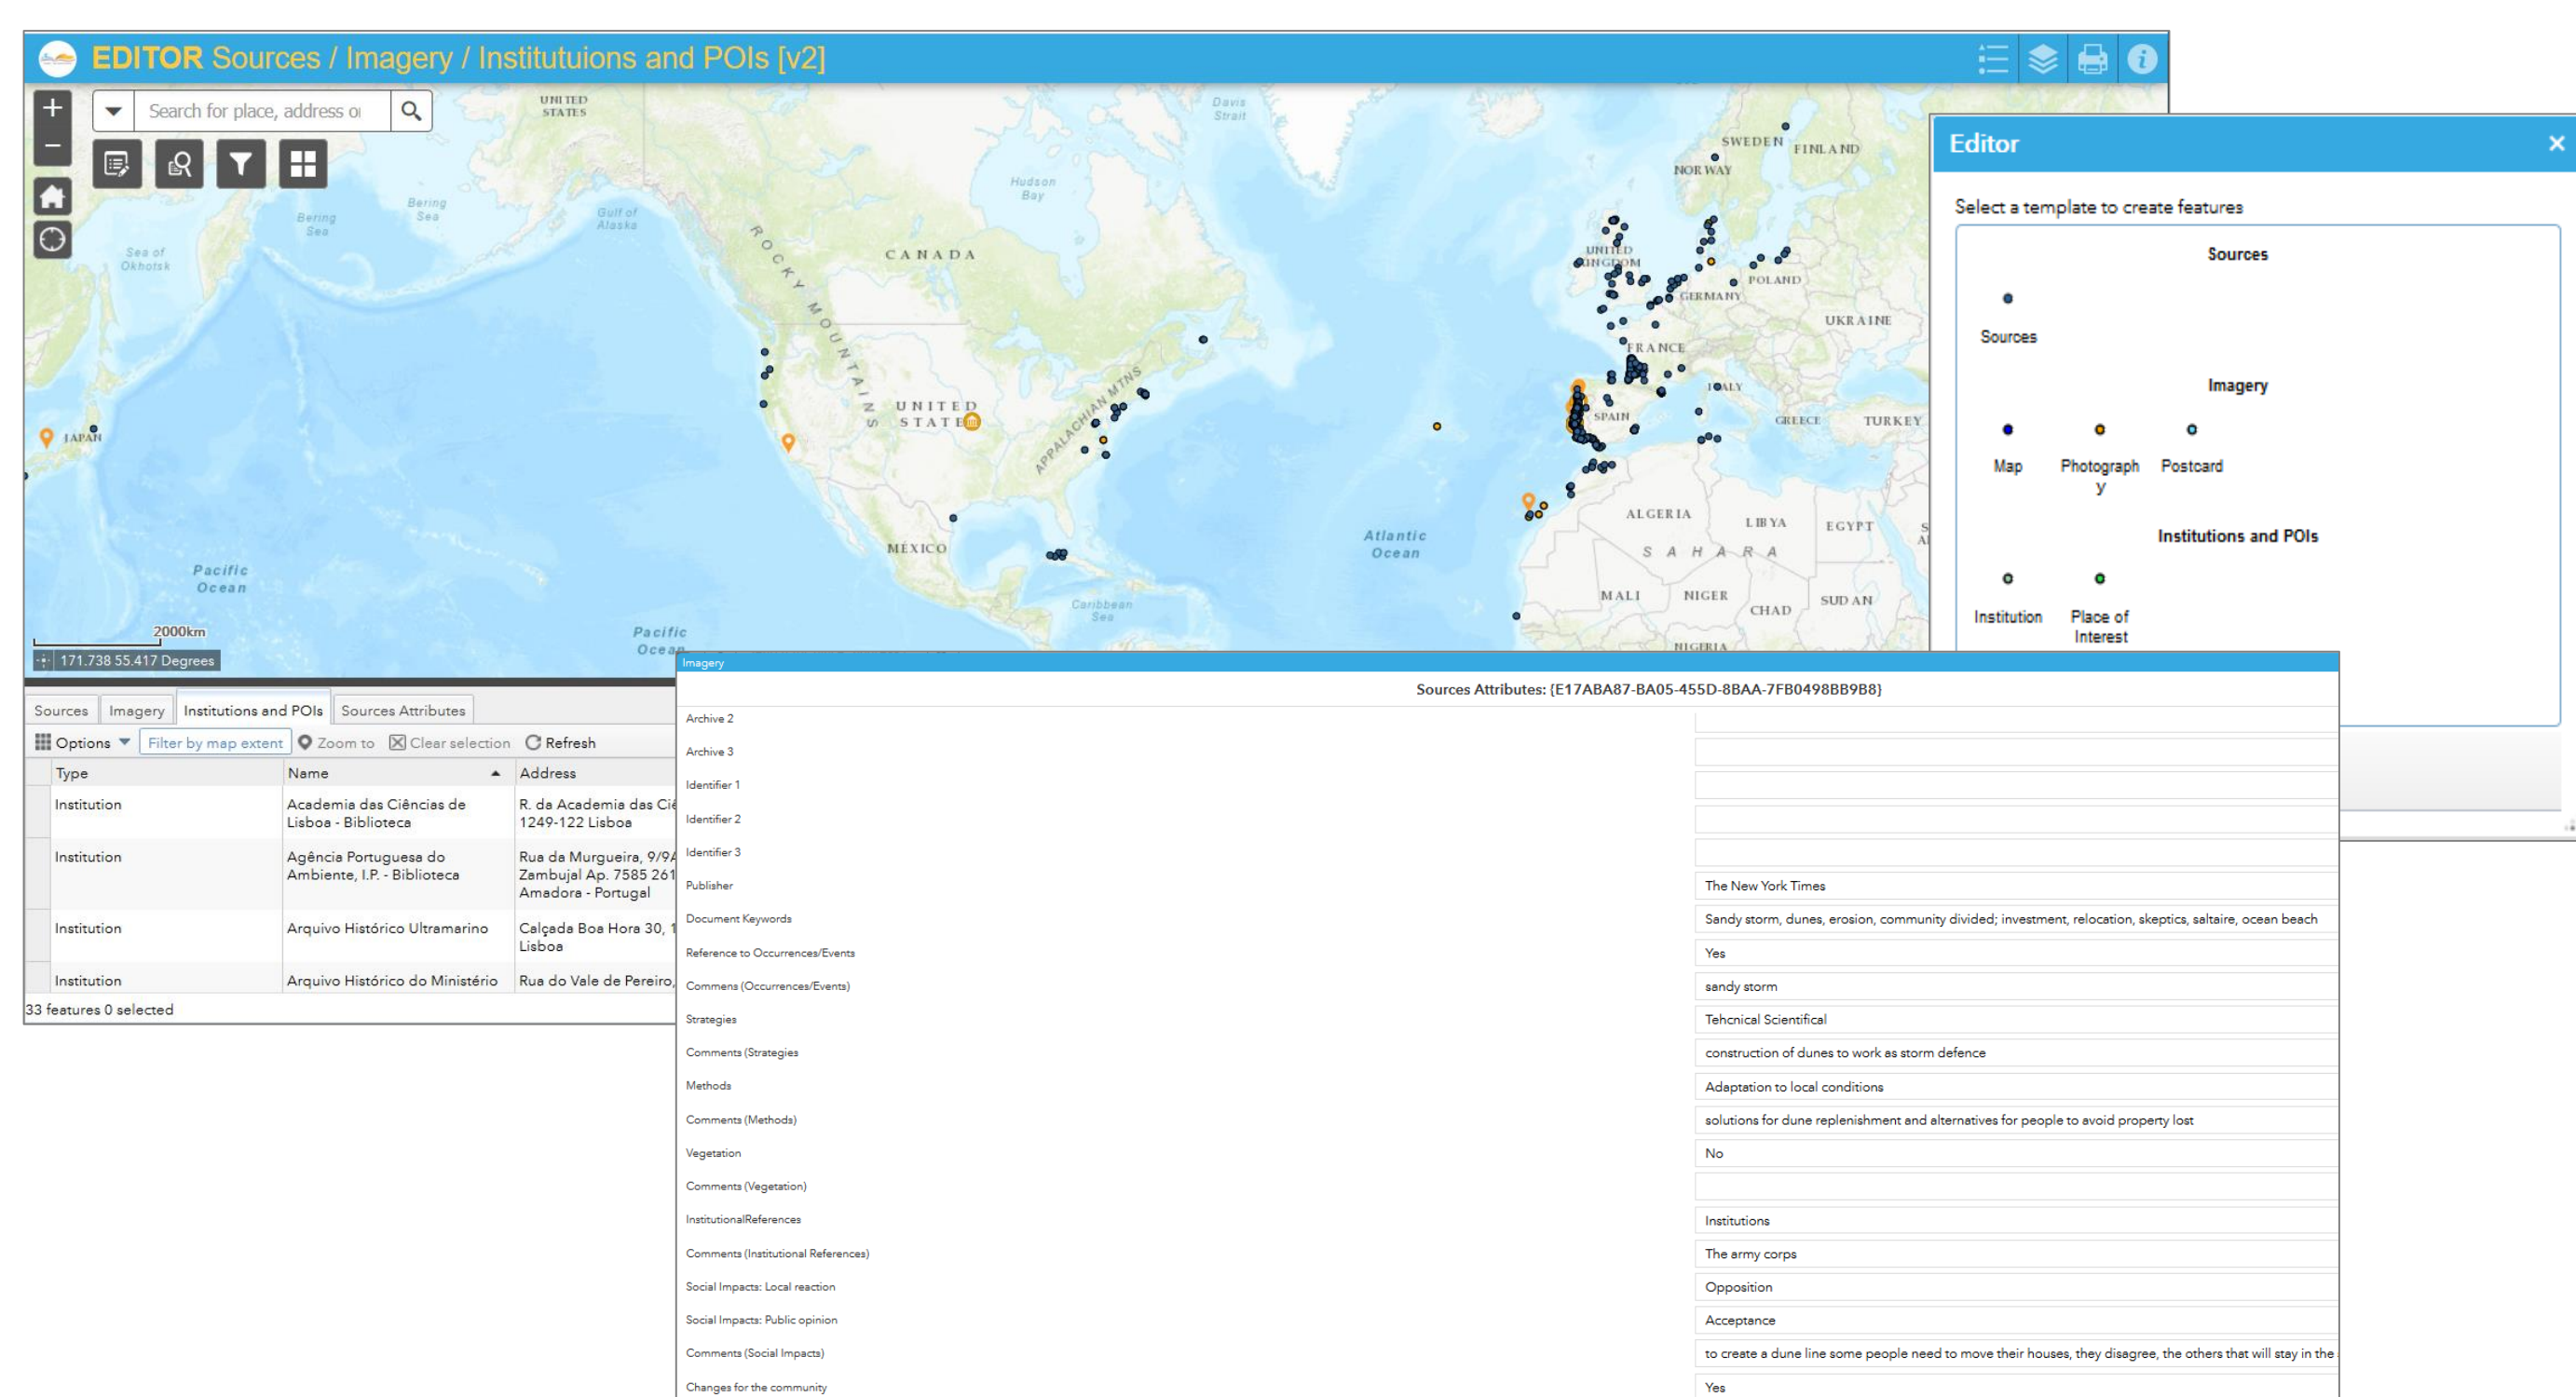 EDITOR Sources / Imagery / Institutuions and POIs [v2]
Search for place, address or
UNITED
STATES
Davis
Strait
SWEDEN
FINLAND
NORWAY
Hudson
Bay
Bering
Sea
Bering
Sea
Gulf of
Alaska
Sea of
Okhotsk
ROCKY MOUNTAINS
CANADA
UNITED
KINGDOM
POLAND
GERMANY
UKRAINE
FRANCE
ITALY
APPALACHIAN MTNS
UNITED
STATE
SPAIN
GREECE
TURKEY
JAPAN
ALGERIA
LIBYA
EGYPT
Atlantic
Ocean
MÉXICO
SAHARA
Pacific
Ocean
MALI
NIGER
CHAD
SUDAN
Caribbean
Sea
Pacific
Ocean
NIGERIA
2000km
171.738 55.417 Degrees
Editor
Select a template to create features
Sources
Sources
Imagery
Map
Photograph
y
Postcard
Institutions and POIs
Institution
Place of
Interest
Sources
Imagery
Institutions and POIs
Sources Attributes
Options
Filter by map extent
Zoom to
Clear selection
Refresh
Type
Name
Address
Institution
Academia das Ciências de
Lisboa - Biblioteca
R. da Academia das Ciê
1249-122 Lisboa
Institution
Agência Portuguesa do
Ambiente, I.P. - Biblioteca
Rua da Murgueira, 9/9A
Zambujal Ap. 7585 261
Amadora - Portugal
Institution
Arquivo Histórico Ultramarino
Calçada Boa Hora 30, 1
Lisboa
Institution
Arquivo Histórico do Ministério
Rua do Vale de Pereiro,
33 features 0 selected
Imagery
Sources Attributes: {E17ABA87-BA05-455D-8BAA-7FB0498BB9B8}
Archive 2
Archive 3
Identifier 1
Identifier 2
Identifier 3
Publisher
The New York Times
Document Keywords
Sandy storm, dunes, erosion, community divided; investment, relocation, skeptics, saltaire, ocean beach
Reference to Occurrences/Events
Yes
Commens (Occurrences/Events)
sandy storm
Strategies
Tehcnical Scientifical
Comments (Strategies
construction of dunes to work as storm defence
Methods
Adaptation to local conditions
Comments (Methods)
solutions for dune replenishment and alternatives for people to avoid property lost
Vegetation
No
Comments (Vegetation)
InstitutionalReferences
Institutions
Comments (Institutional References)
The army corps
Social Impacts: Local reaction
Opposition
Social Impacts: Public opinion
Acceptance
Comments (Social Impacts)
to create a dune line some people need to move their houses, they disagree, the others that will stay in the
Changes for the community
Yes